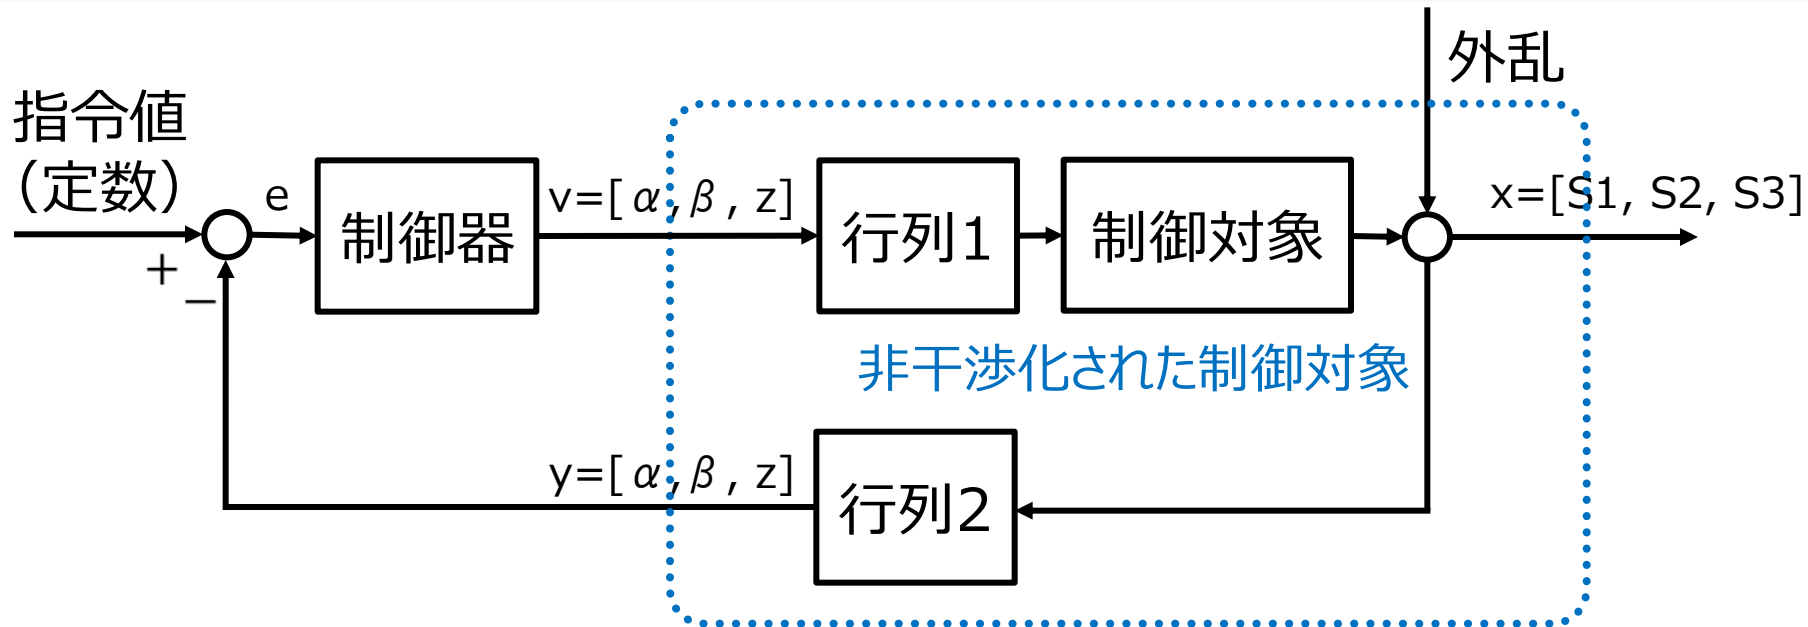 外乱
指令値
(定数)
e
v=[α,β,z]
x=[S1, S2, S3]
制御器
行列1
制御対象
+
−
非干渉化された制御対象
y=[α,β,z]
行列2